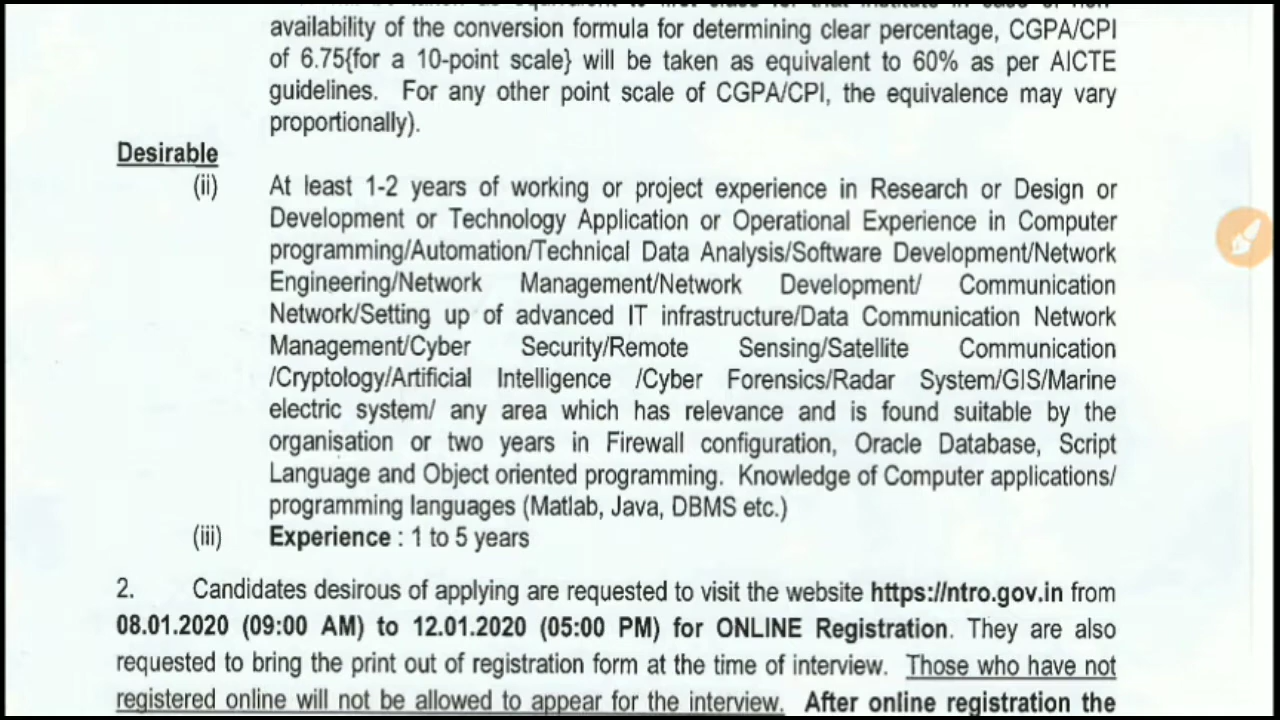 availability of the conversion formula for determining clear percentage, CGPA/CPI
of 6.75{for a 10-point scale} will be taken as equivalent to 60% as per AICTE
guidelines. For any other point scale of CGPA/CPI, the equivalence may vary
proportionally).
Desirable
(ii) At least 1-2 years of working or project experience in Research or Design or
Development or Technology Application or Operational Experience in Computer
programming/Automation/Technical Data Analysis/Software Development/Network
Engineering/Network Management/Network Development/ Communication
Network/Setting up of advanced IT infrastructure/Data Communication Network
Management/Cyber Security/Remote Sensing/Satellite Communication
/Cryptology/Artificial Intelligence /Cyber Forensics/Radar System/GIS/Marine
electric system/ any area which has relevance and is found suitable by the
organisation or two years in Firewall configuration, Oracle Database, Script
Language and Object oriented programming. Knowledge of Computer applications/
programming languages (Matlab, Java, DBMS etc.)
(iii) Experience : 1 to 5 years
2. Candidates desirous of applying are requested to visit the website https://ntro.gov.in from
08.01.2020 (09:00 AM) to 12.01.2020 (05:00 PM) for ONLINE Registration. They are also
requested to bring the print out of registration form at the time of interview. Those who have not
registered online will not be allowed to appear for the interview. After online registration the